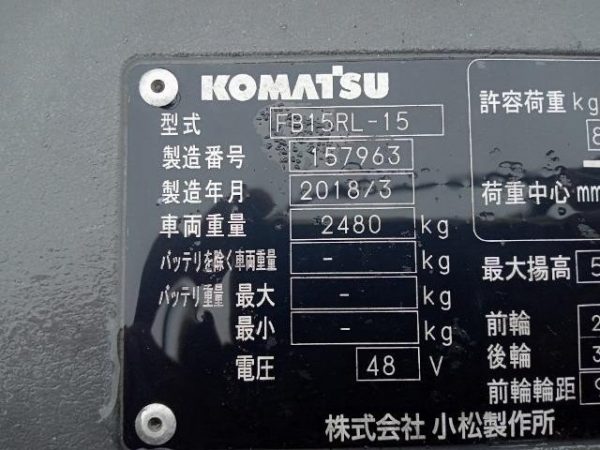 KOMATSU
型式 FB15RL-15
製造番号 157963
製造年月 2018/3
車両重量 2480 kg
バッテリを除く車両重量 - kg
バッテリ重量 最大 - kg
最小 - kg
電圧 48 V
許容荷重 kg
荷重中心 mm
最大揚高 5
前輪 2
後輪 3
前輪輪距 9
株式会社 小松製作所